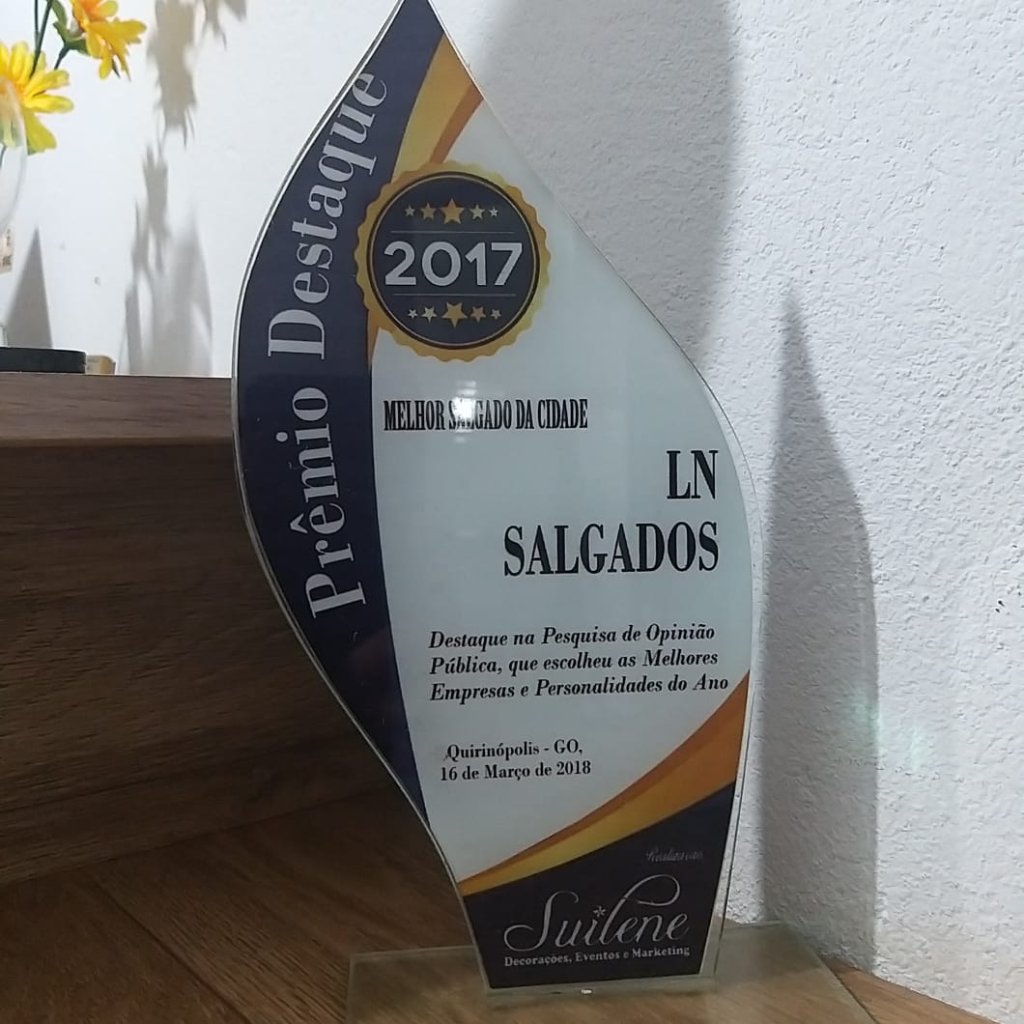 Prêmio Destaque
2017
MELHOR SALGADO DA CIDADE
LN
SALGADOS
Destaque na Pesquisa de Opinião
Pública, que escolheu as Melhores
Empresas e Personalidades do Ano
Quirinópolis - GO,
16 de Março de 2018
Suilene
Decorações, Eventos e Marketing